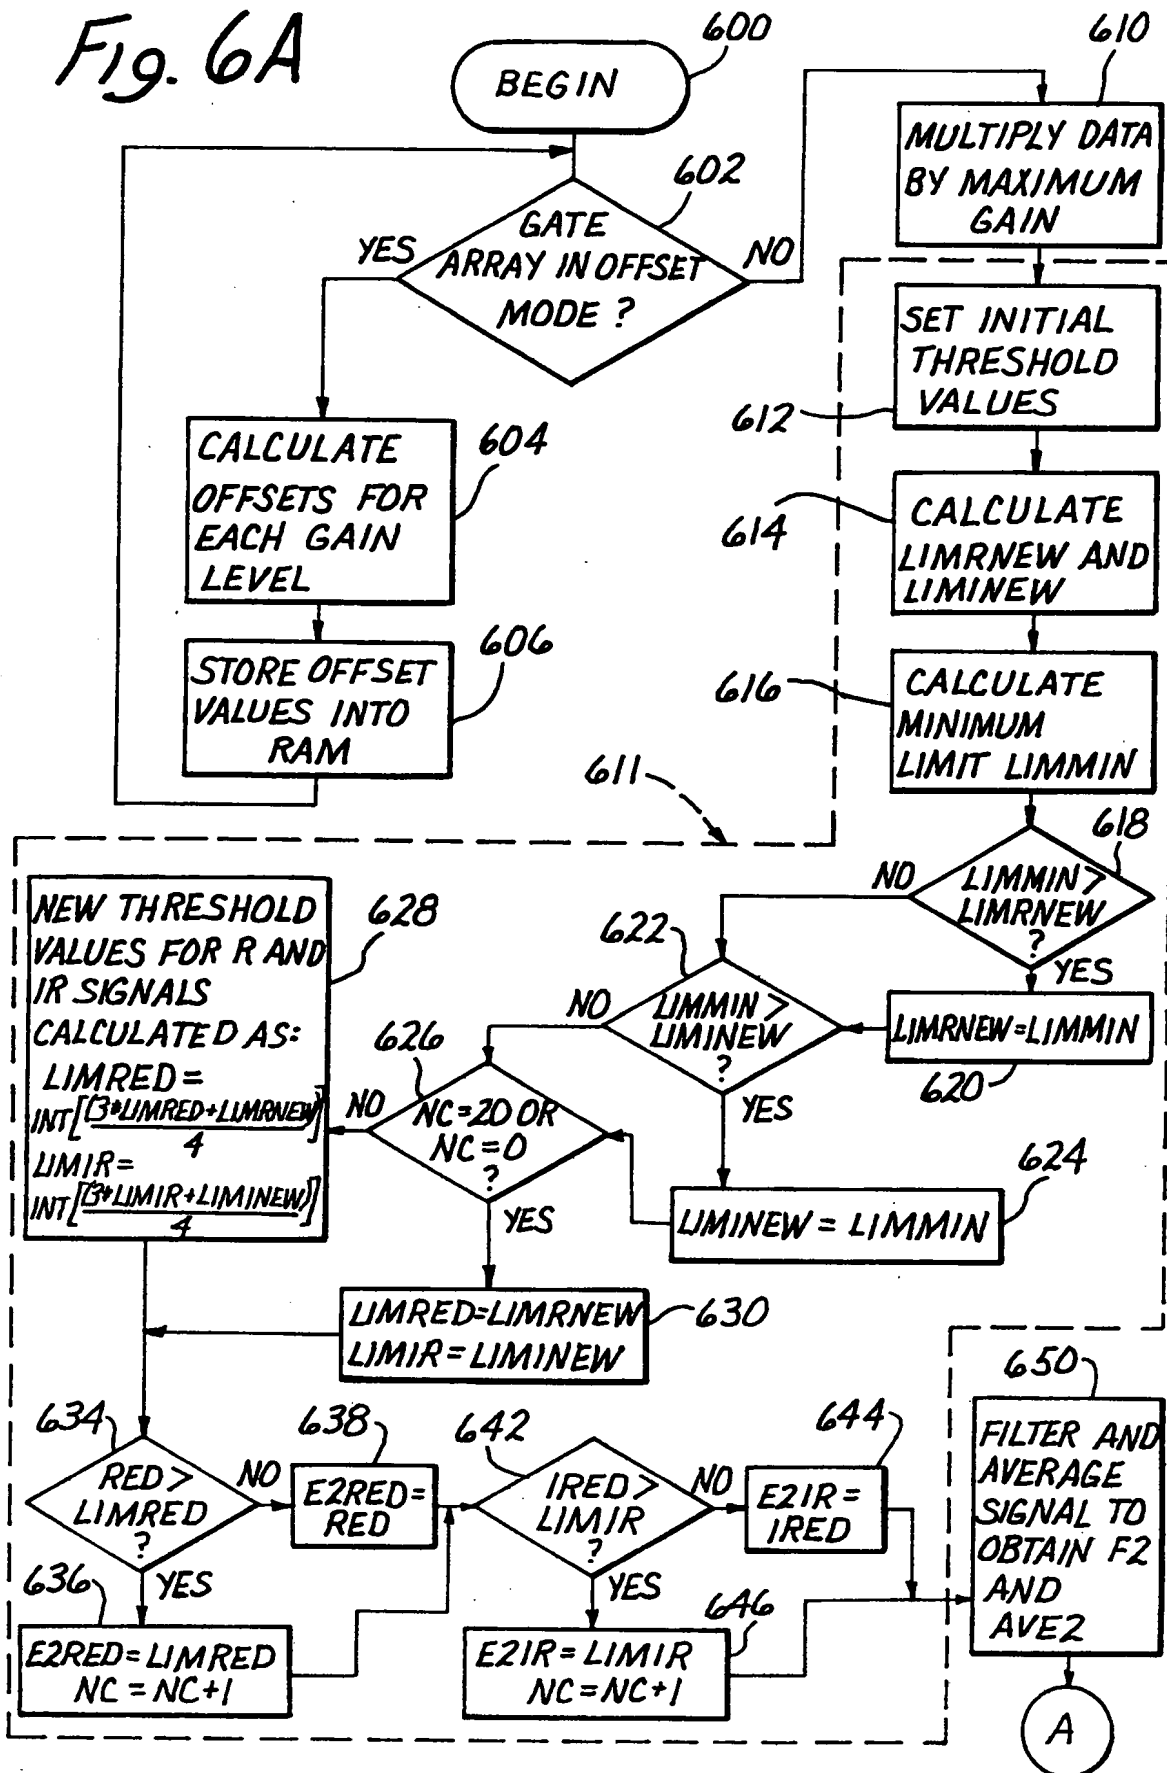 Fig. 6A
600
BEGIN
602
GATE
ARRAY IN OFFSET
MODE ?
YES
NO
604
CALCULATE
OFFSETS FOR
EACH GAIN
LEVEL
606
STORE OFFSET
VALUES INTO
RAM
610
MULTIPLY DATA
BY MAXIMUM
GAIN
611
612
SET INITIAL
THRESHOLD
VALUES
614
CALCULATE
LIMRNEW AND
LIMINEW
616
CALCULATE
MINIMUM
LIMIT LIMMIN
618
LIMMIN >
LIMRNEW
?
NO
YES
LIMRNEW=LIMMIN
620
622
LIMMIN >
LIMINEW
?
NO
YES
624
LIMINEW = LIMMIN
626
NC=20 OR
NC=0
?
NO
YES
628
NEW THRESHOLD
VALUES FOR R AND
IR SIGNALS
CALCULATED AS:
LIMRED=
INT[(3*LIMRED+LIMRNEW)]
4
LIMIR=
INT[(3*LIMIR+LIMINEW)]
4
LIMRED=LIMRNEW
LIMIR=LIMINEW
630
634
RED>
LIMRED
?
NO
YES
636
E2RED=LIMRED
NC=NC+1
638
E2RED=
RED
642
IRED>
LIMIR
?
NO
YES
644
E2IR=
IRED
646
E2IR=LIMIR
NC=NC+1
650
FILTER AND
AVERAGE
SIGNAL TO
OBTAIN F2
AND
AVE2
A